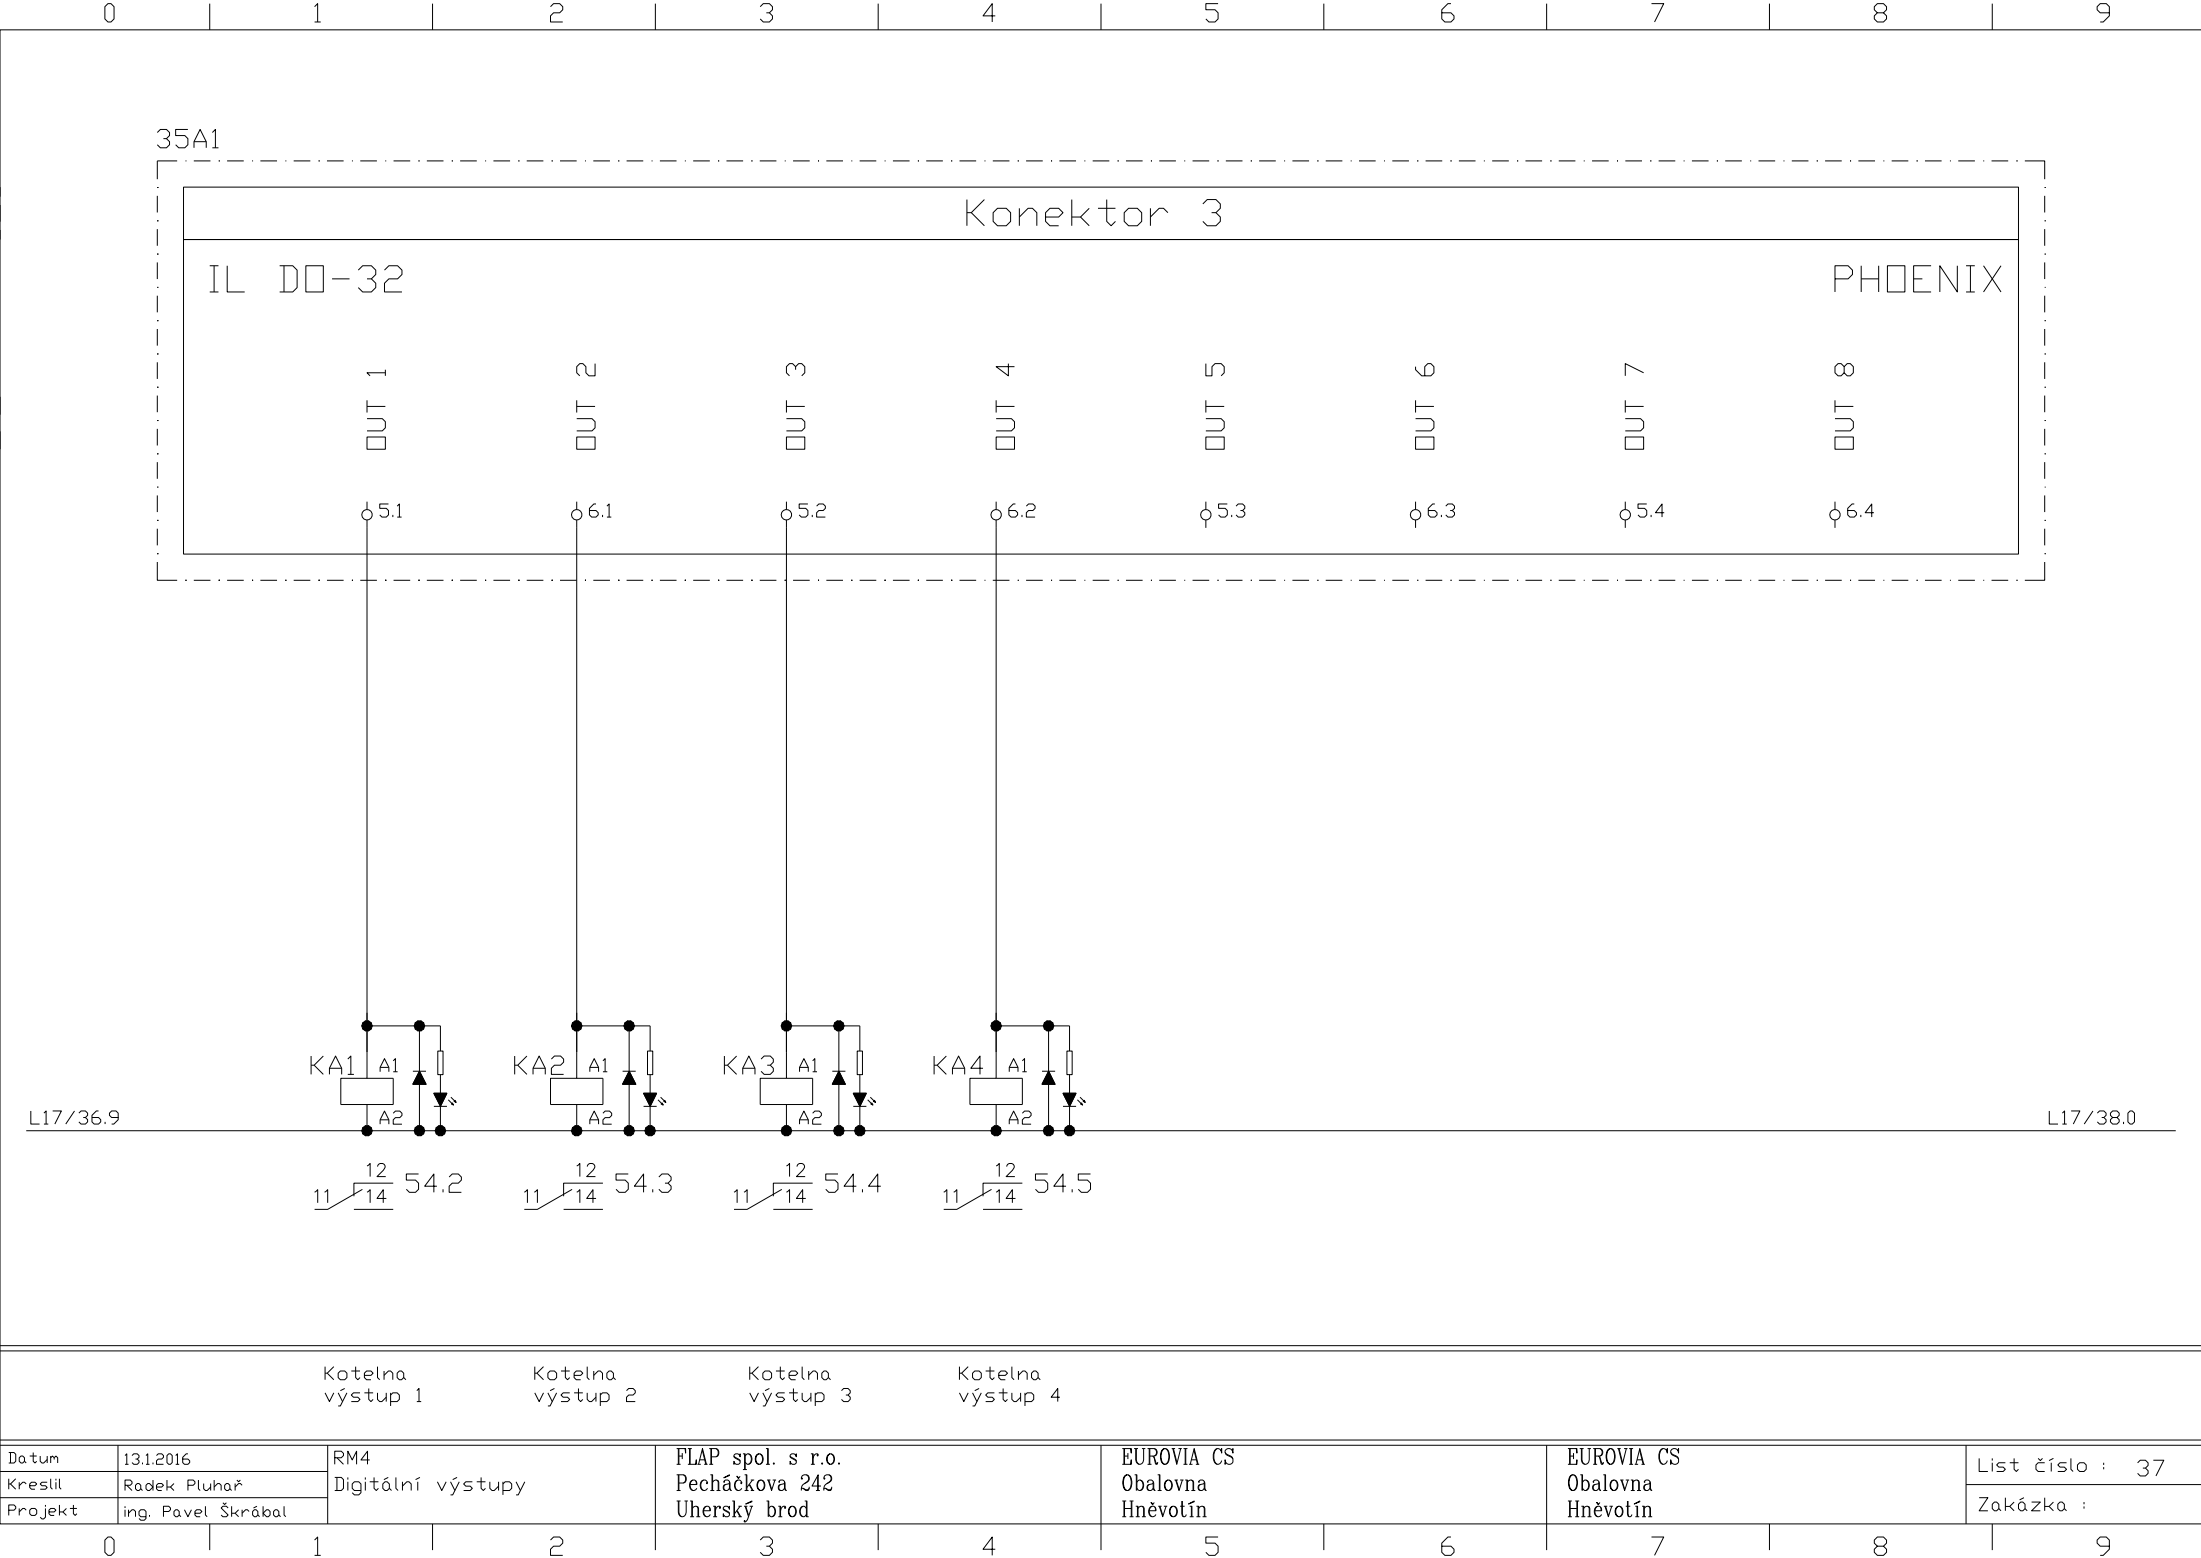 0 1 2 3 4 5 6 7 8 9
35A1
Konektor 3
IL DO-32 PHOENIX
OUT 1 OUT 2 OUT 3 OUT 4 OUT 5 OUT 6 OUT 7 OUT 8
5.1 6.1 5.2 6.2 5.3 6.3 5.4 6.4
KA1 A1 KA2 A1 KA3 A1 KA4 A1
L17/36.9 A2 A2 A2 A2 L17/38.0
12 12 12 12
11 14 54.2 11 14 54.3 11 14 54.4 11 14 54.5
Kotelna
výstup 1
Kotelna
výstup 2
Kotelna
výstup 3
Kotelna
výstup 4
Datum 13.1.2016
Kreslil Radek Pluhař
Projekt ing. Pavel Škrábal
RM4
Digitální výstupy
FLAP spol. s r.o.
Pecháčkova 242
Uherský brod
EUROVIA CS
Obalovna
Hněvotín
EUROVIA CS
Obalovna
Hněvotín
List číslo : 37
Zakázka :
0 1 2 3 4 5 6 7 8 9